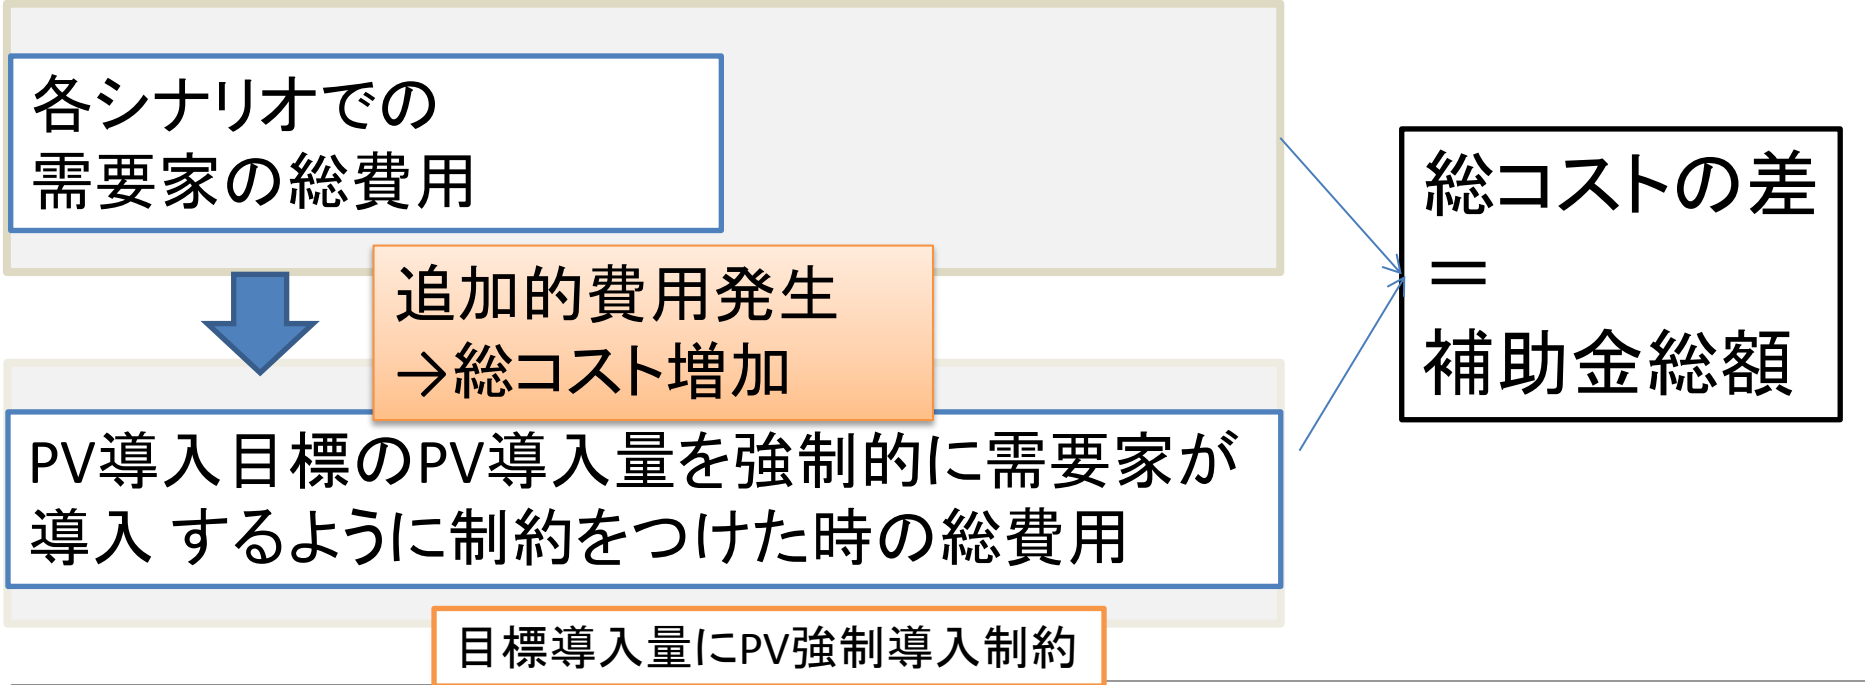 各シナリオでの
需要家の総費用
追加的費用発生
→総コスト増加
PV導入目標のPV導入量を強制的に需要家が
導入 するように制約をつけた時の総費用
目標導入量にPV強制導入制約
総コストの差
＝
補助金総額